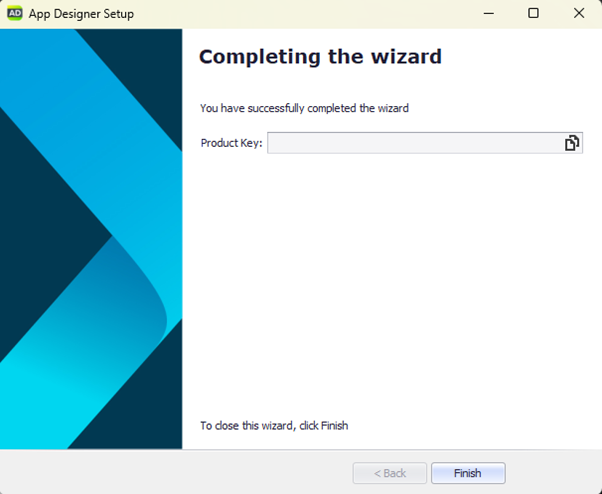 AD App Designer Setup
Completing the wizard
You have successfully completed the wizard
Product Key:
To close this wizard, click Finish
< Back Finish